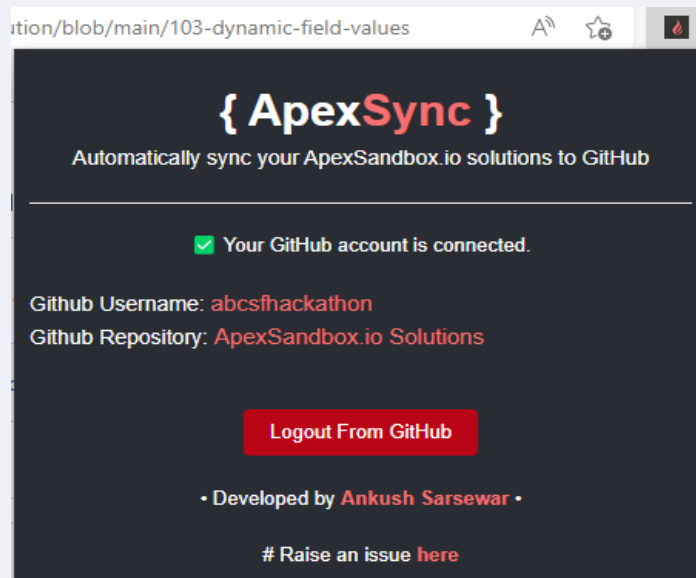 ution/blob/main/103-dynamic-field-values
{ ApexSync }
Automatically sync your ApexSandbox.io solutions to GitHub
Your GitHub account is connected.
Github Username: abcsfhackathon
Github Repository: ApexSandbox.io Solutions
Logout From GitHub
• Developed by Ankush Sarsewar •
# Raise an issue here